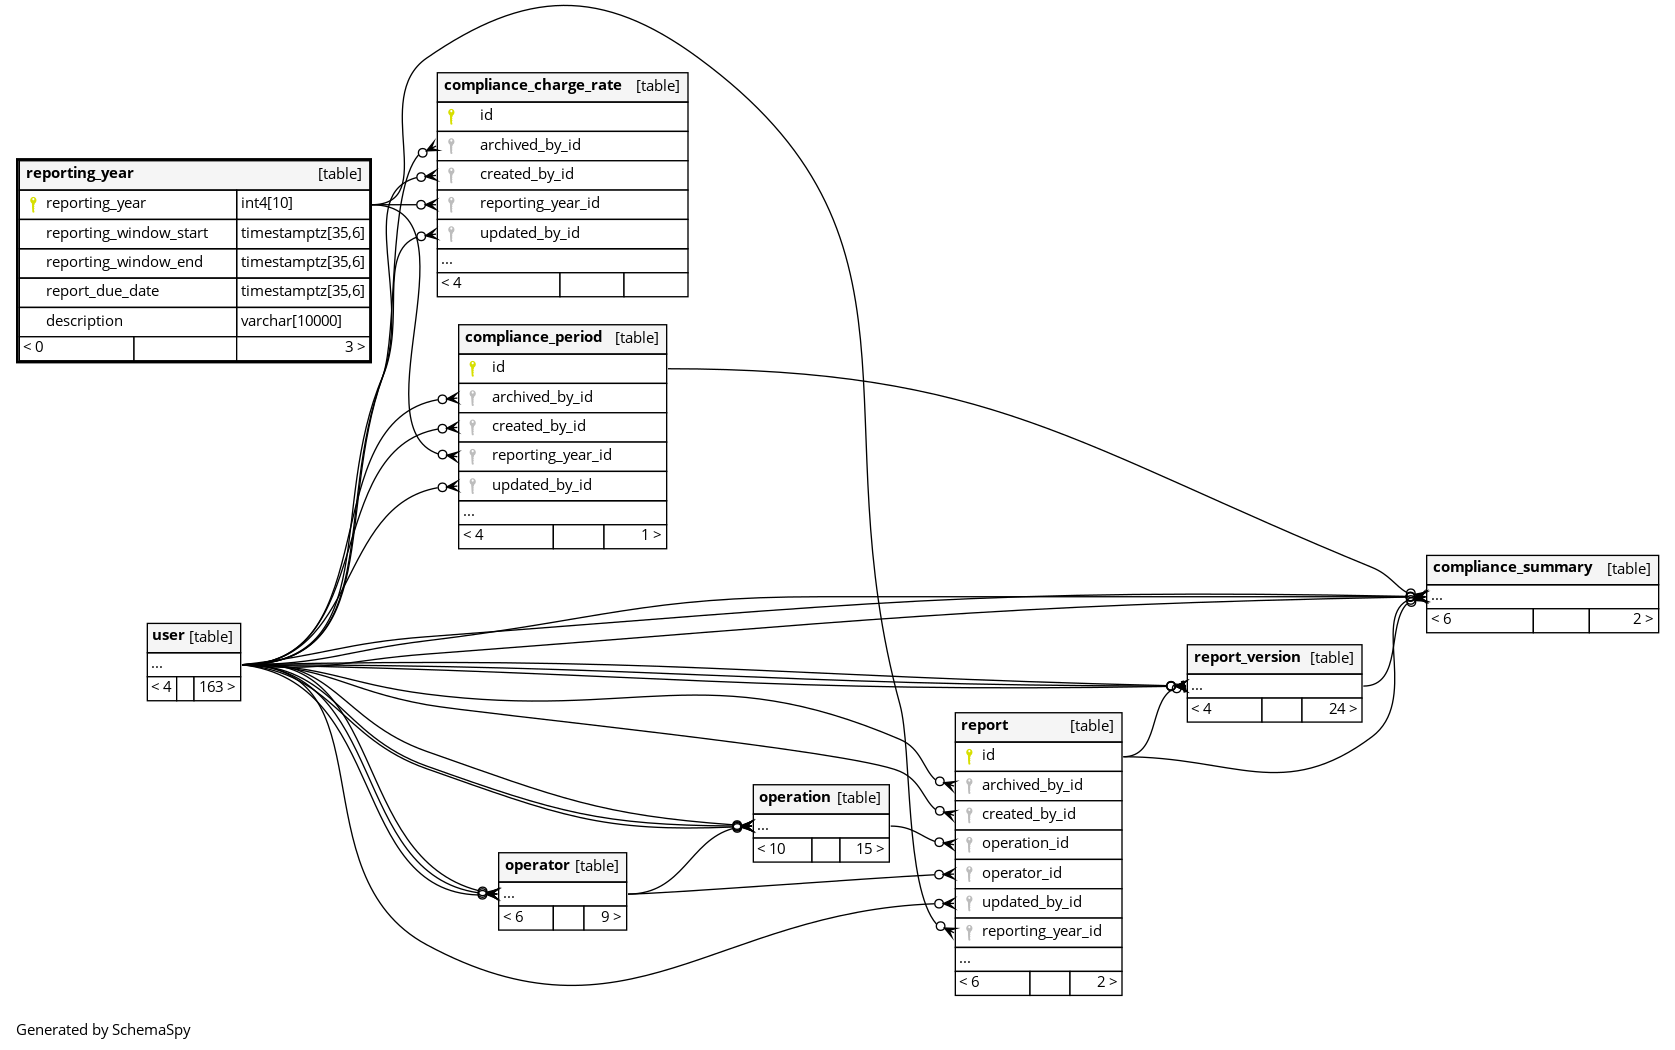 compliance_charge_rate [table]
id
archived_by_id
created_by_id
reporting_year_id
updated_by_id
...
< 4
reporting_year [table]
reporting_year int4[10]
reporting_window_start timestamptz[35,6]
reporting_window_end timestamptz[35,6]
report_due_date timestamptz[35,6]
description varchar[10000]
< 0 3 >
compliance_period [table]
id
archived_by_id
created_by_id
reporting_year_id
updated_by_id
...
< 4 1 >
compliance_summary [table]
...
< 6 2 >
user [table]
...
< 4 163 >
report_version [table]
...
< 4 24 >
report [table]
id
archived_by_id
created_by_id
operation_id
operator_id
updated_by_id
reporting_year_id
...
< 6 2 >
operation [table]
...
< 10 15 >
operator [table]
...
< 6 9 >
Generated by SchemaSpy